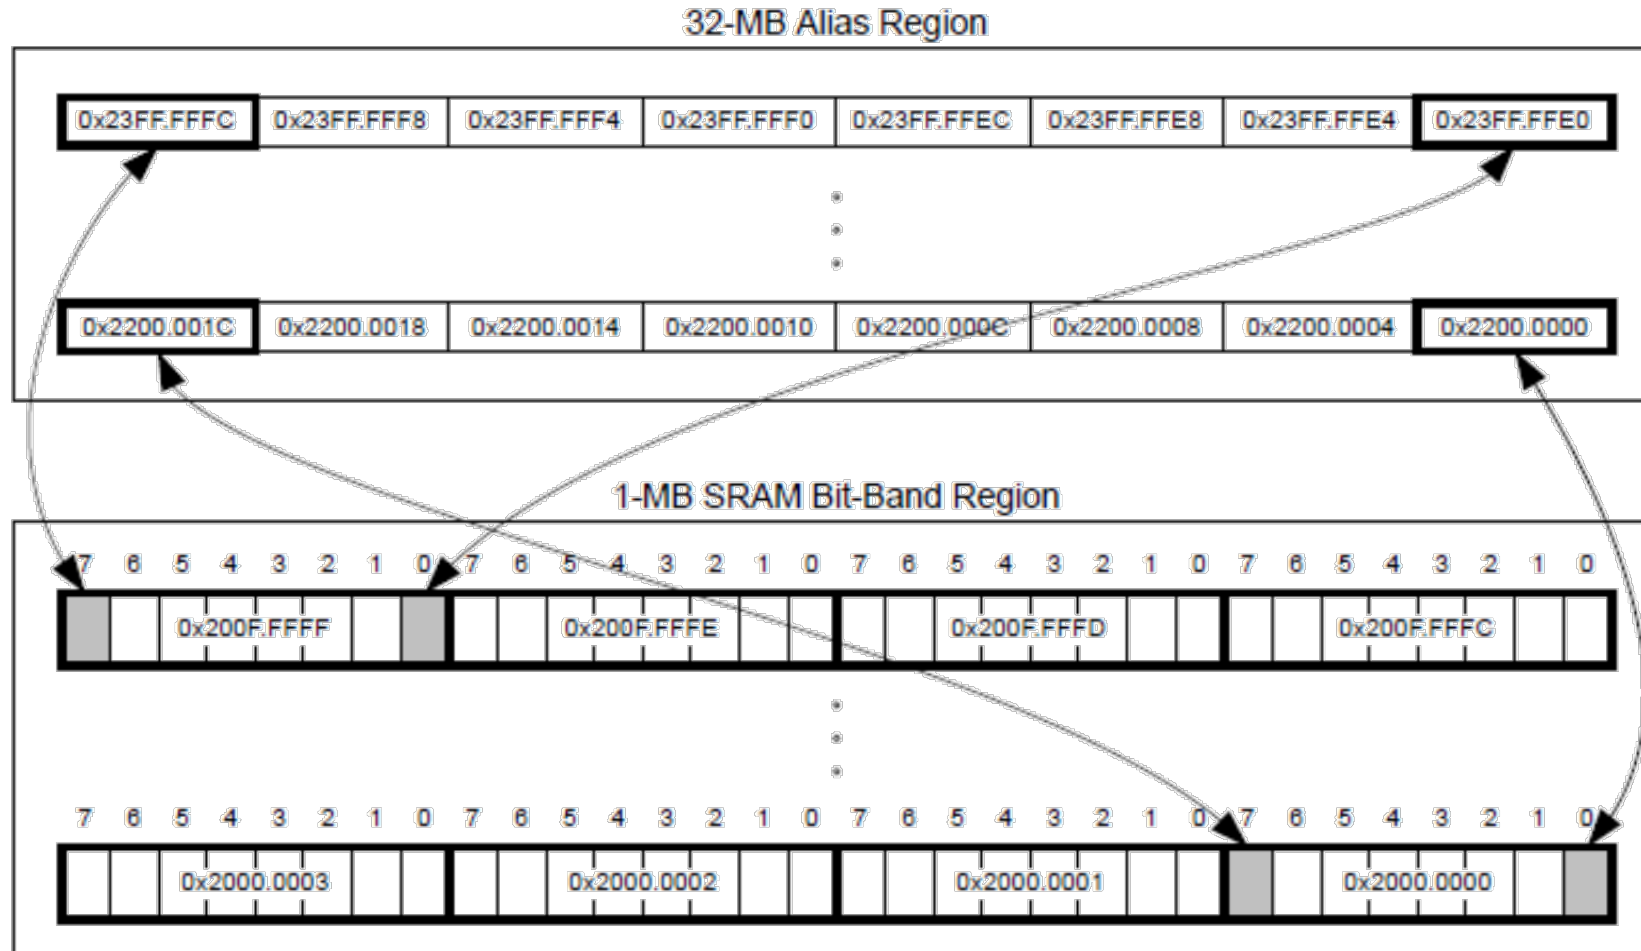 32-MB Alias Region
0x23FF.FFFC 0x23FF.FFF8 0x23FF.FFF4 0x23FF.FFF0 0x23FF.FFEC 0x23FF.FFE8 0x23FF.FFE4 0x23FF.FFE0
0x2200.001C 0x2200.0018 0x2200.0014 0x2200.0010 0x2200.000C 0x2200.0008 0x2200.0004 0x2200.0000
1-MB SRAM Bit-Band Region
7 6 5 4 3 2 1 0 7 6 5 4 3 2 1 0 7 6 5 4 3 2 1 0 7 6 5 4 3 2 1 0
0x200F.FFFF 0x200F.FFFE 0x200F.FFFD 0x200F.FFFC
7 6 5 4 3 2 1 0 7 6 5 4 3 2 1 0 7 6 5 4 3 2 1 0 7 6 5 4 3 2 1 0
0x2000.0003 0x2000.0002 0x2000.0001 0x2000.0000